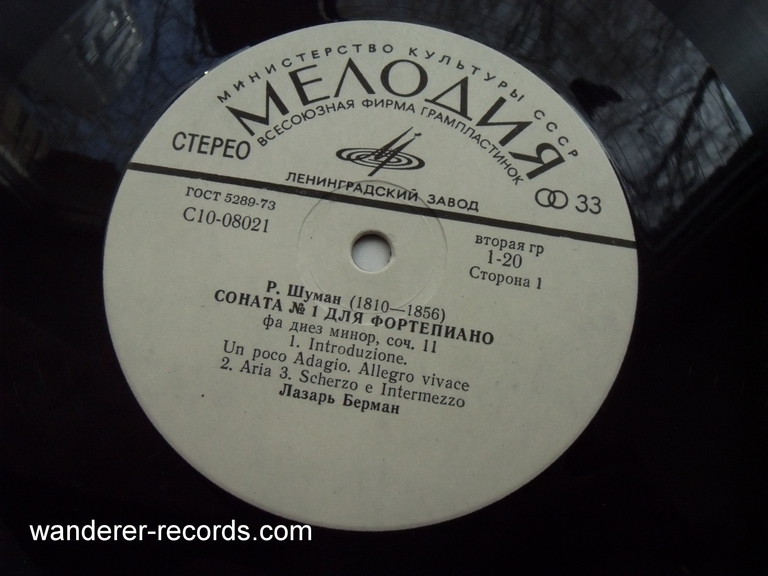 МИНИСТЕРСТВО КУЛЬТУРЫ СССР
МЕЛОДИЯ
ВСЕСОЮЗНАЯ ФИРМА ГРАМПЛАСТИНОК
СТЕРЕО
ЛЕНИНГРАДСКИЙ ЗАВОД
33
ГОСТ 5289-73
С10-08021
вторая гр
1-20
Сторона 1
Р. Шуман (1810—1856)
СОНАТА № 1 ДЛЯ ФОРТЕПИАНО
фа диез минор, соч. 11
1. Introduzione.
Un poco Adagio. Allegro vivace
2. Aria 3. Scherzo e Intermezzo
Лазарь Берман
wanderer-records.com